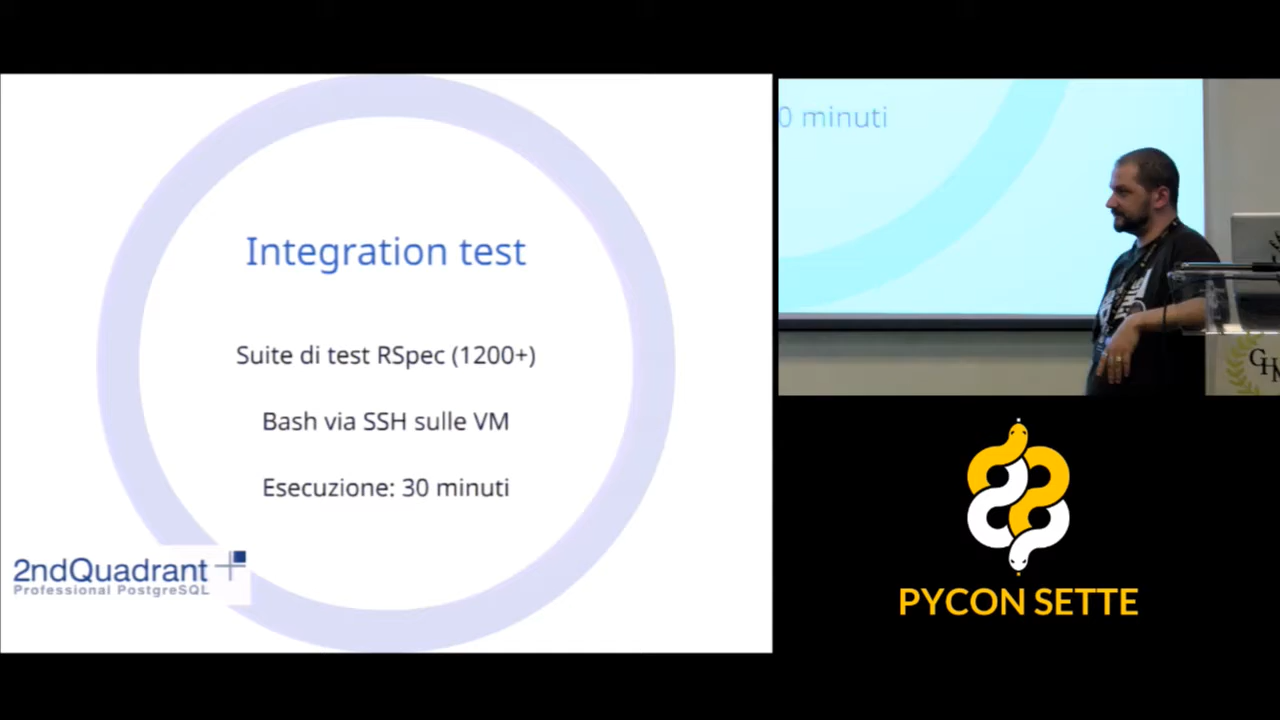 Integration test
Suite di test RSpec (1200+)
Bash via SSH sulle VM
Esecuzione: 30 minuti
2ndQuadrant
Professional PostgreSQL
0 minuti
PYCON SETTE